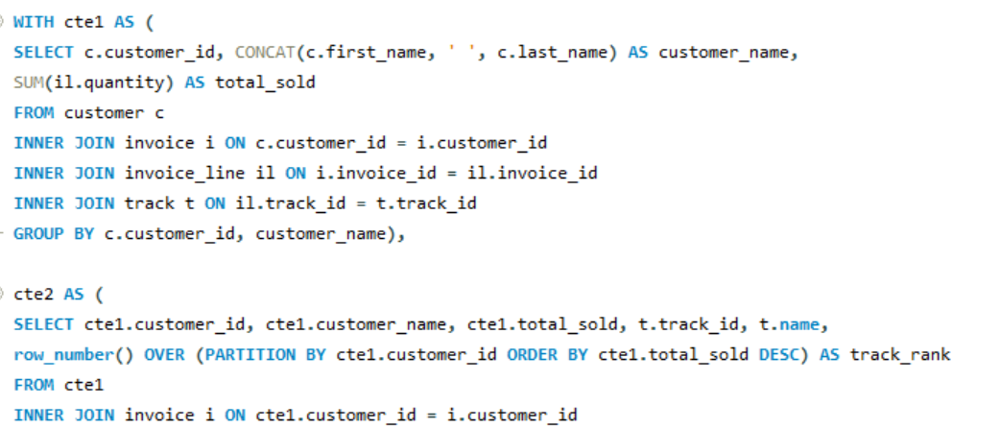 WITH cte1 AS (
SELECT c.customer_id, CONCAT(c.first_name, ' ', c.last_name) AS customer_name,
SUM(il.quantity) AS total_sold
FROM customer c
INNER JOIN invoice i ON c.customer_id = i.customer_id
INNER JOIN invoice_line il ON i.invoice_id = il.invoice_id
INNER JOIN track t ON il.track_id = t.track_id
GROUP BY c.customer_id, customer_name),
cte2 AS (
SELECT cte1.customer_id, cte1.customer_name, cte1.total_sold, t.track_id, t.name,
row_number() OVER (PARTITION BY cte1.customer_id ORDER BY cte1.total_sold DESC) AS track_rank
FROM cte1
INNER JOIN invoice i ON cte1.customer_id = i.customer_id